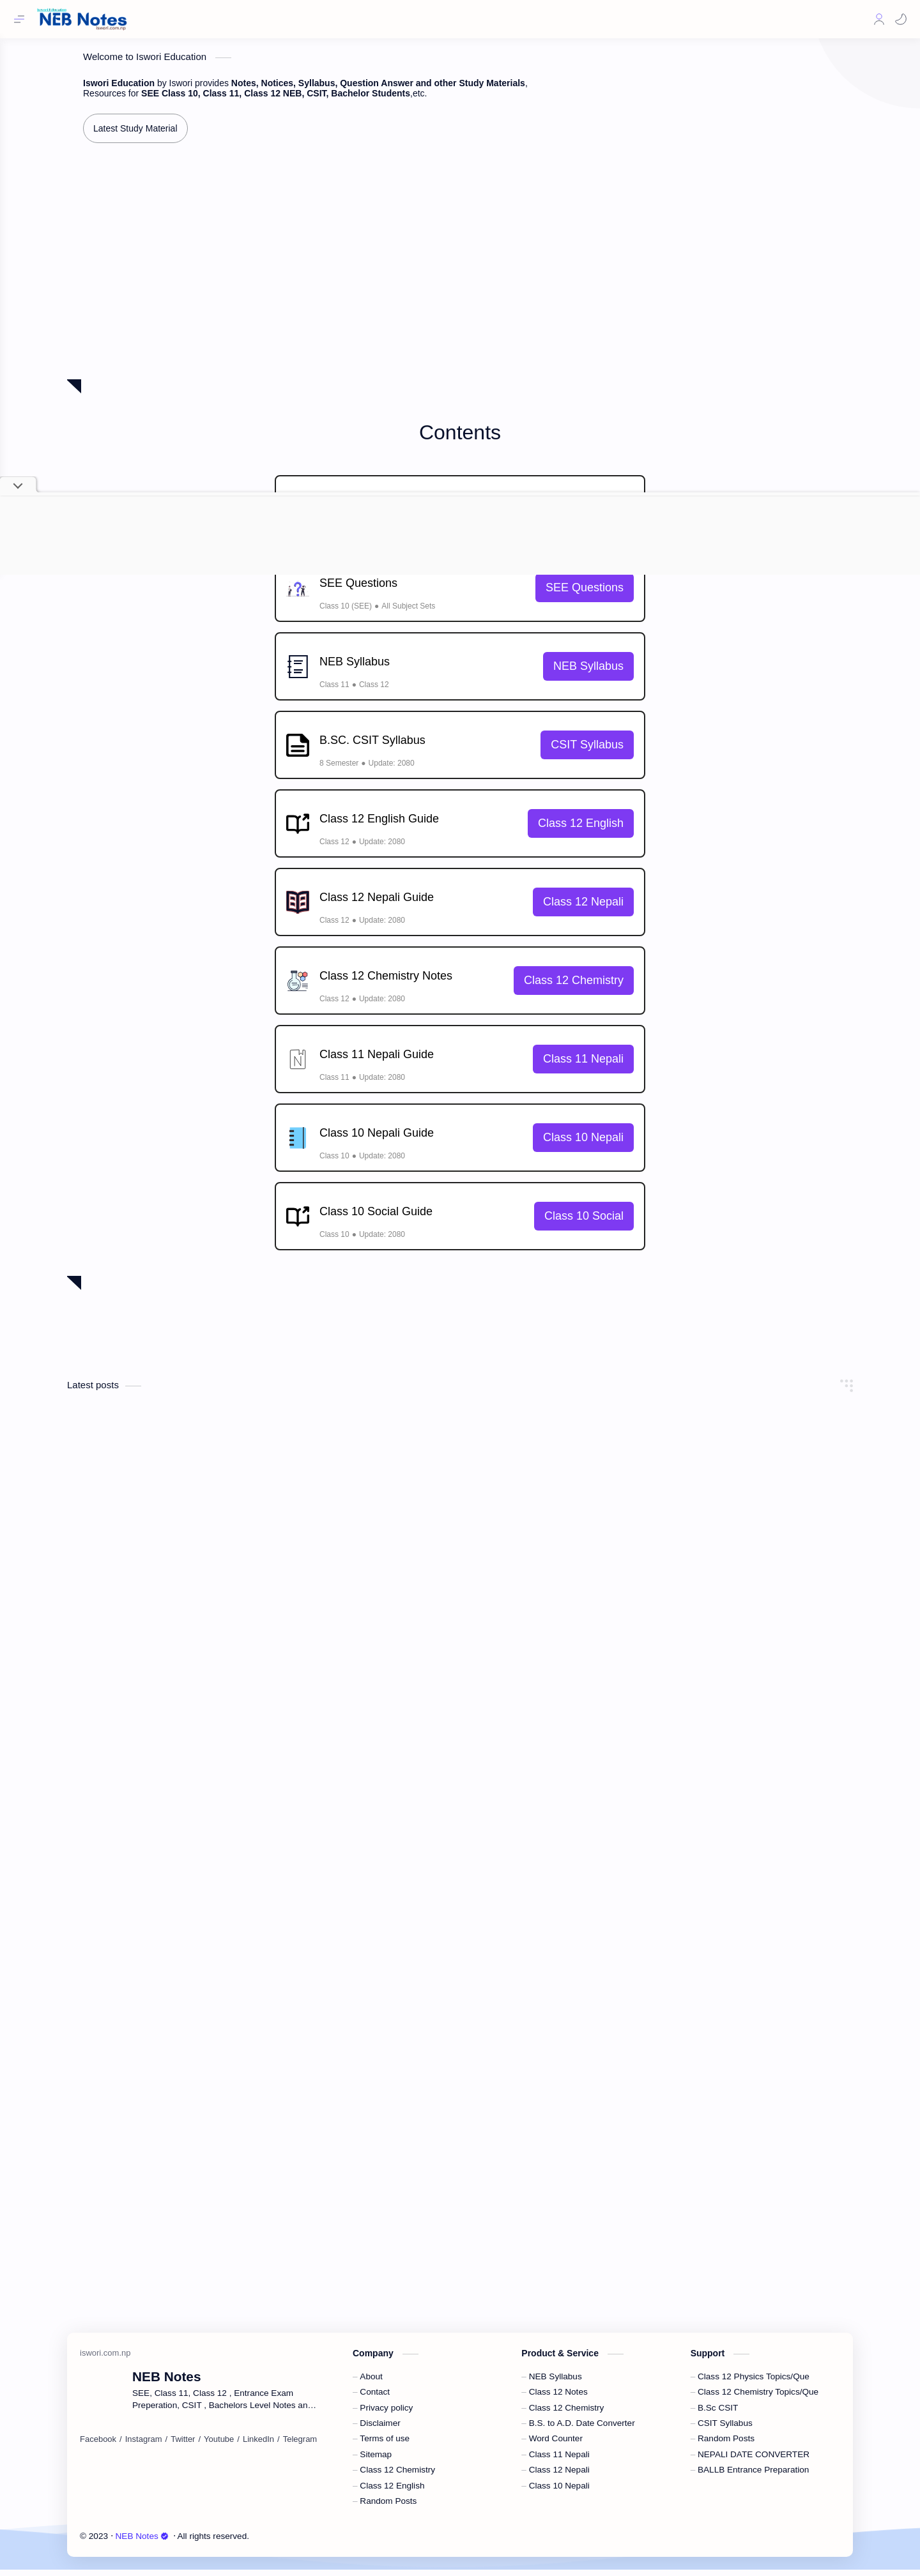 Iswori Education
NEB Notes
iswori.com.np
Welcome to Iswori Education
Iswori Education by Iswori provides Notes, Notices, Syllabus, Question Answer and other Study Materials,
Resources for SEE Class 10, Class 11, Class 12 NEB, CSIT, Bachelor Students,etc.
Latest Study Material
Contents
SEE Questions
SEE Questions
Class 10 (SEE) ● All Subject Sets
NEB Syllabus
NEB Syllabus
Class 11 ● Class 12
B.SC. CSIT Syllabus
CSIT Syllabus
8 Semester ● Update: 2080
Class 12 English Guide
Class 12 English
Class 12 ● Update: 2080
Class 12 Nepali Guide
Class 12 Nepali
Class 12 ● Update: 2080
Class 12 Chemistry Notes
Class 12 Chemistry
Class 12 ● Update: 2080
Class 11 Nepali Guide
Class 11 Nepali
Class 11 ● Update: 2080
Class 10 Nepali Guide
Class 10 Nepali
Class 10 ● Update: 2080
Class 10 Social Guide
Class 10 Social
Class 10 ● Update: 2080
Latest posts
iswori.com.np
NEB Notes
SEE, Class 11, Class 12 , Entrance Exam
Preperation, CSIT , Bachelors Level Notes an…
Facebook / Instagram / Twitter / Youtube / LinkedIn / Telegram
Company
About
Contact
Privacy policy
Disclaimer
Terms of use
Sitemap
Class 12 Chemistry
Class 12 English
Random Posts
Product & Service
NEB Syllabus
Class 12 Notes
Class 12 Chemistry
B.S. to A.D. Date Converter
Word Counter
Class 11 Nepali
Class 12 Nepali
Class 10 Nepali
Support
Class 12 Physics Topics/Que
Class 12 Chemistry Topics/Que
B.Sc CSIT
CSIT Syllabus
Random Posts
NEPALI DATE CONVERTER
BALLB Entrance Preparation
© 2023 ‧ NEB Notes ‧ All rights reserved.